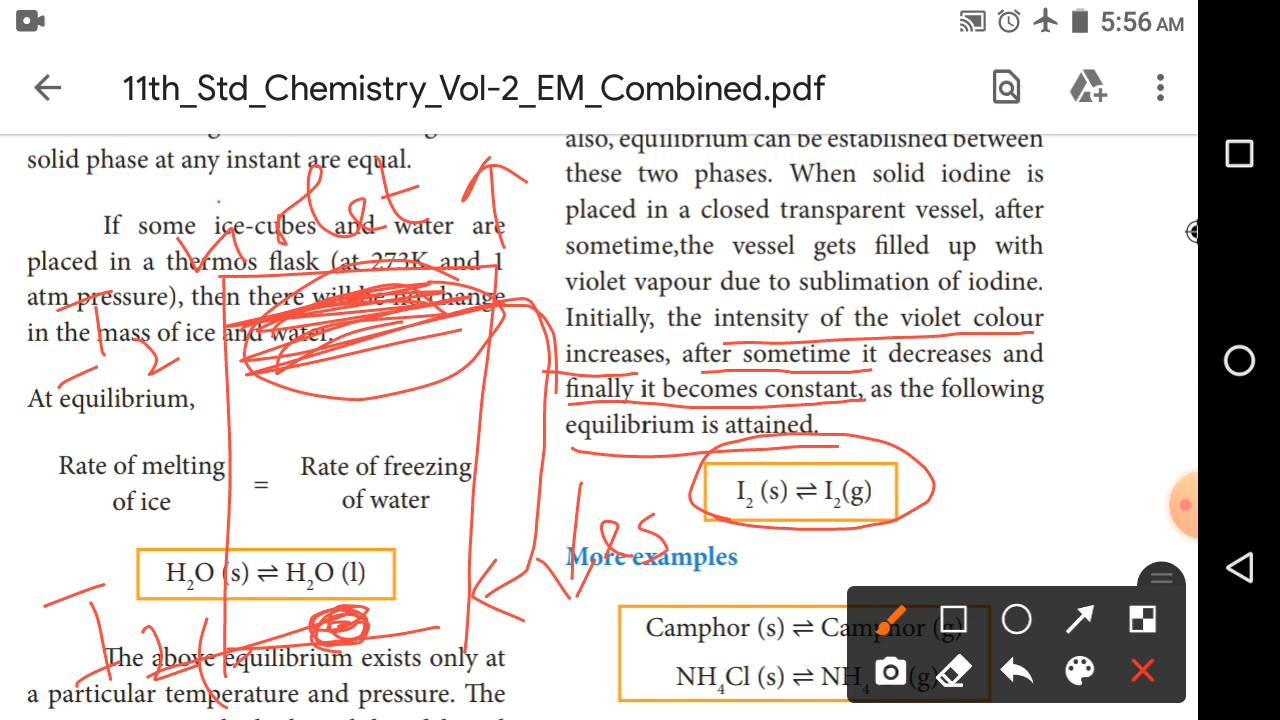 5:56 AM
11th_Std_Chemistry_Vol-2_EM_Combined.pdf
solid phase at any instant are equal.
If some ice-cubes and water are
placed in a thermos flask (at 273K and 1
atm pressure), then there will be no change
in the mass of ice and water.
At equilibrium,
Rate of melting of ice = Rate of freezing of water
H₂O (s) ⇌ H₂O (l)
The above equilibrium exists only at
a particular temperature and pressure. The
also, equilibrium can be established between
these two phases. When solid iodine is
placed in a closed transparent vessel, after
sometime,the vessel gets filled up with
violet vapour due to sublimation of iodine.
Initially, the intensity of the violet colour
increases, after sometime it decreases and
finally it becomes constant, as the following
equilibrium is attained.
I₂ (s) ⇌ I₂(g)
More examples
Camphor (s) ⇌ Camphor (g)
NH₄Cl (s) ⇌ NH₄ (g)
violet
I2
I2(
les